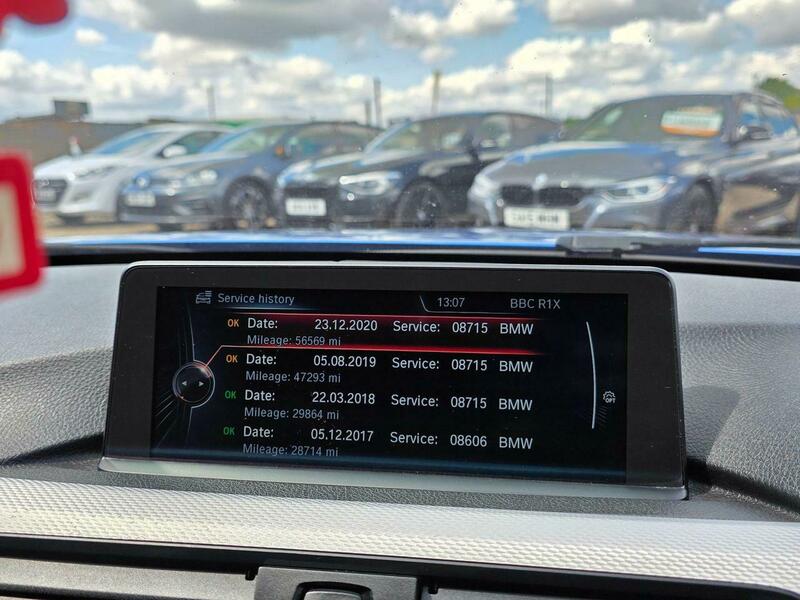 Service history 13:07 BBC R1X
OK Date: 23.12.2020 Service: 08715 BMW
Mileage: 56569 mi
OK Date: 05.08.2019 Service: 08715 BMW
Mileage: 47293 mi
OK Date: 22.03.2018 Service: 08715 BMW
Mileage: 29864 mi
OK Date: 05.12.2017 Service: 08606 BMW
Mileage: 28714 mi
OPT